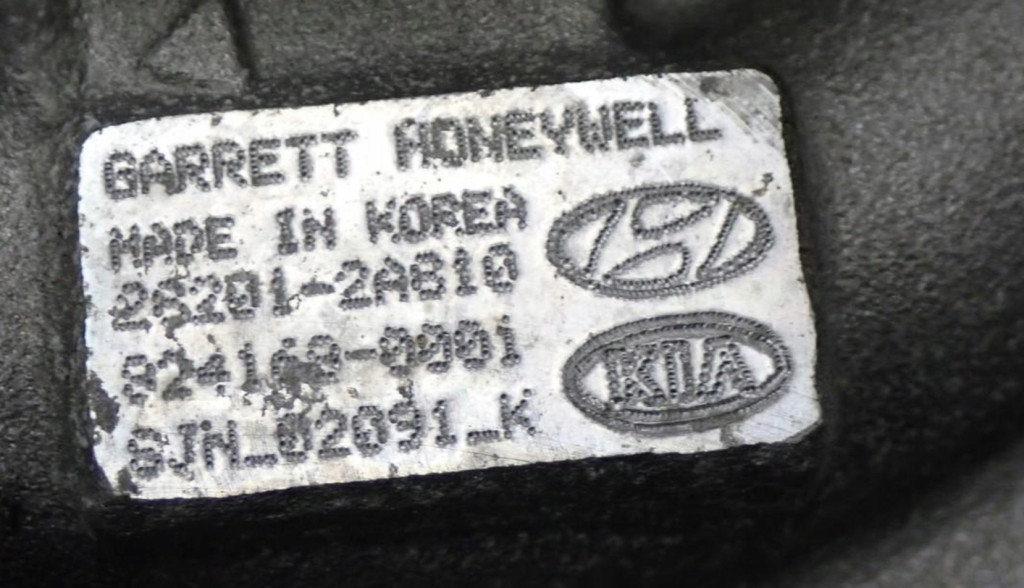 GARRETT HONEYWELL
MADE IN KOREA
28201-2A810
KIA